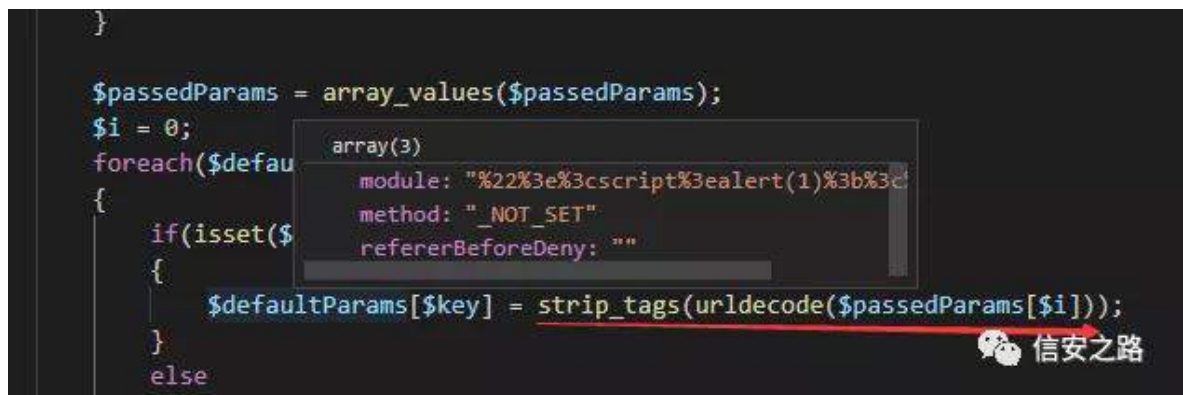 }
$passedParams = array_values($passedParams);
$i = 0;
array(3)
foreach($defau
module: "%22%3e%3cscript%3ealert(1)%3b%3c
{
method: "_NOT_SET"
if(isset($
refererBeforeDeny: ""
{
$defaultParams[$key] = strip_tags(urldecode($passedParams[$i]));
}
信安之路
else